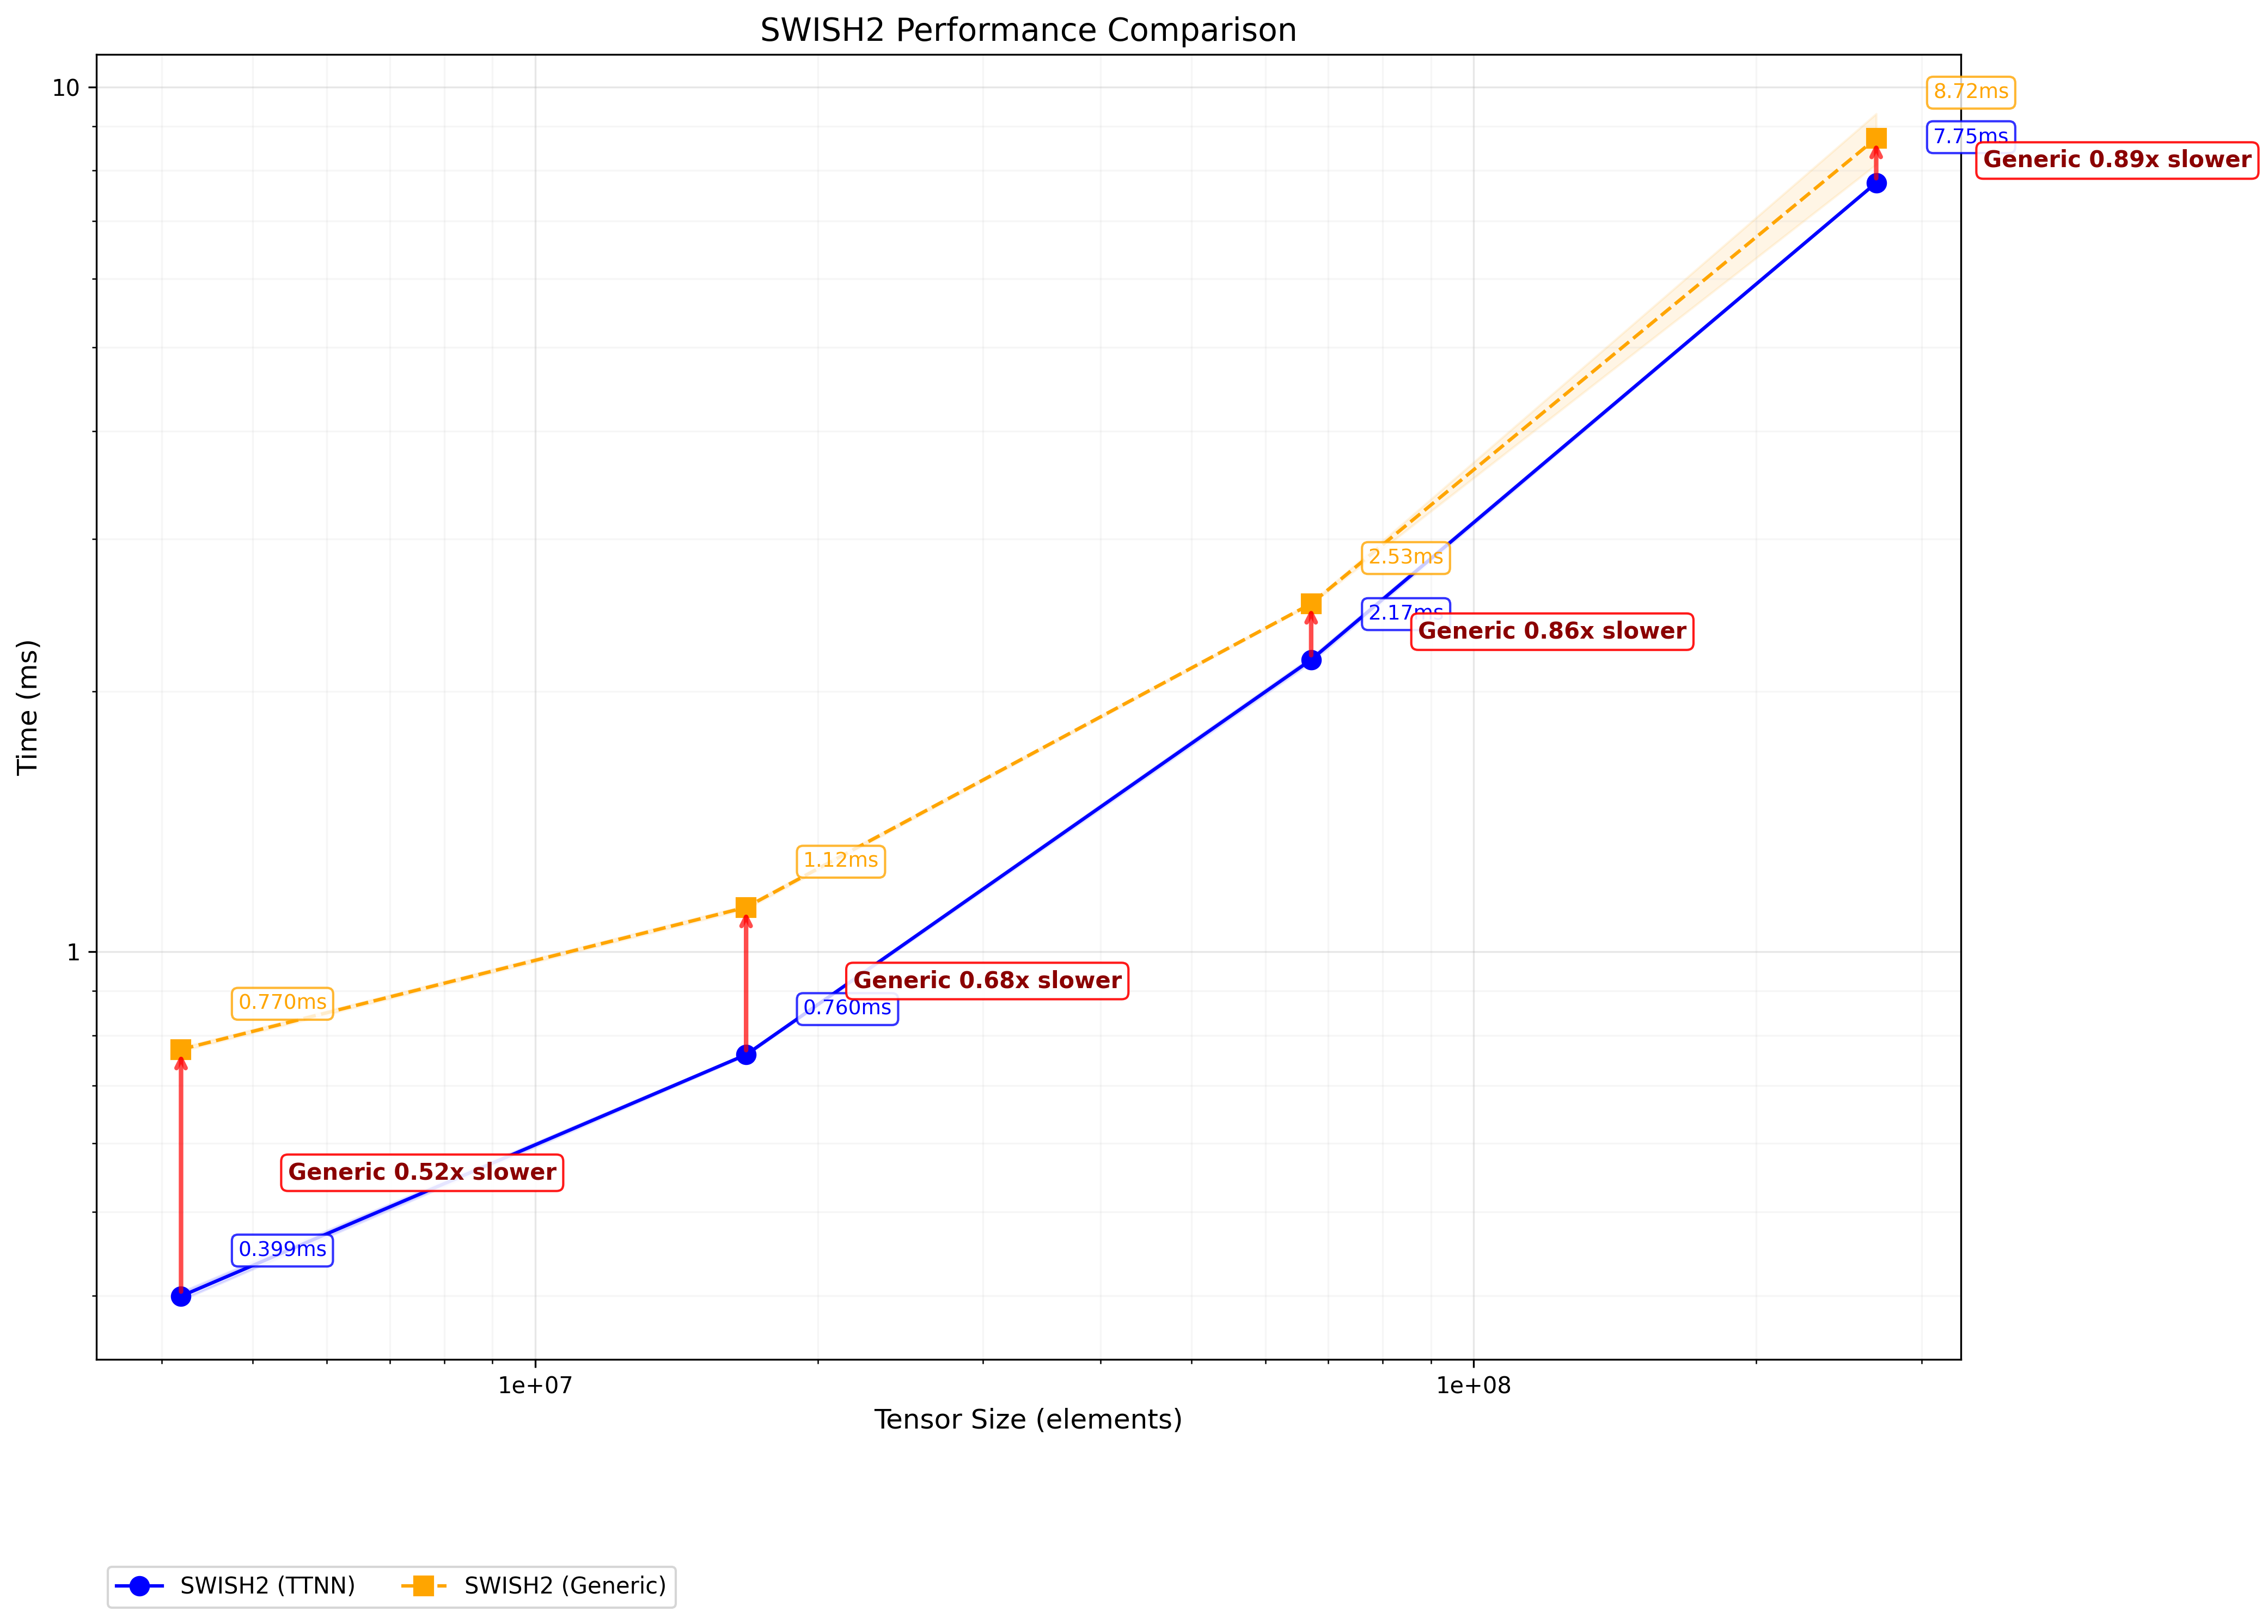 SWISH2 Performance Comparison
10
8.72ms
7.75ms
Generic 0.89x slower
2.53ms
2.17ms
Generic 0.86x slower
Time (ms)
1.12ms
1
Generic 0.68x slower
0.770ms
0.760ms
Generic 0.52x slower
0.399ms
1e+07
1e+08
Tensor Size (elements)
SWISH2 (TTNN)
SWISH2 (Generic)